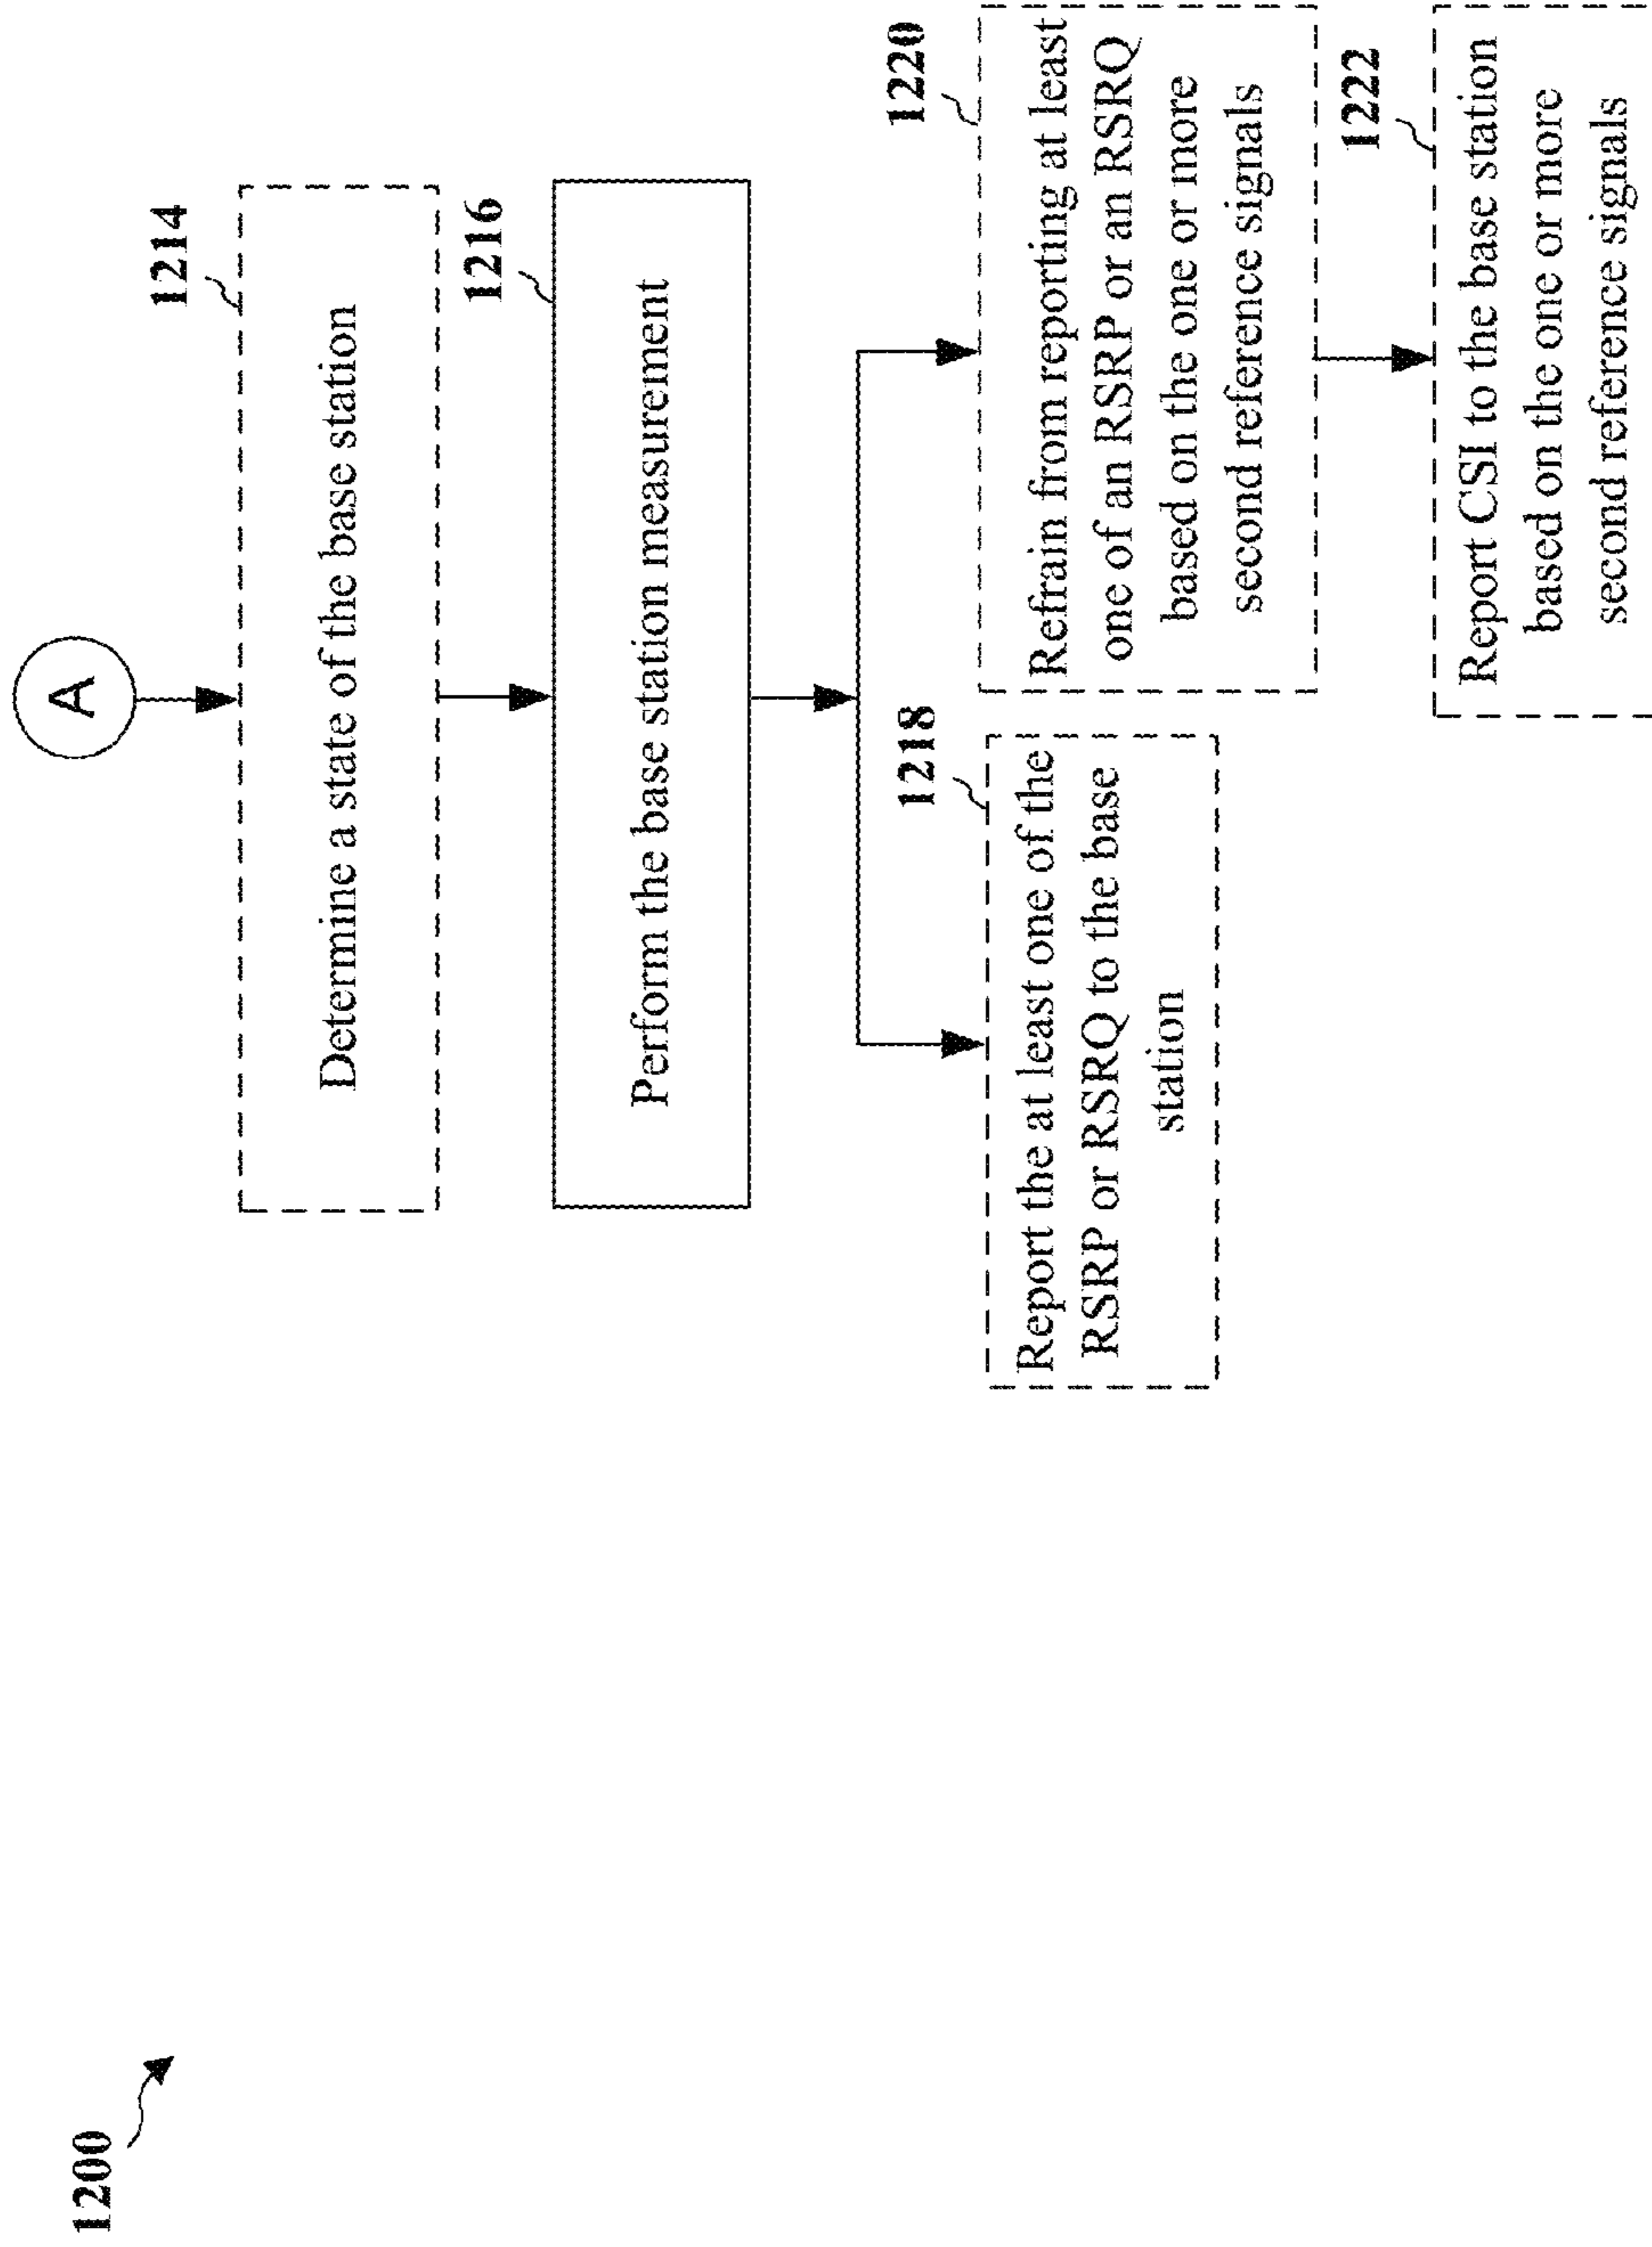 1200
A
1214
Determine a state of the base station
1216
Perform the base station measurement
1218
Report the at least one of the
RSRP or RSRQ to the base
station
1220
Refrain from reporting at least
one of an RSRP or an RSRQ
based on the one or more
second reference signals
1222
Report CSI to the base station
based on the one or more
second reference signals